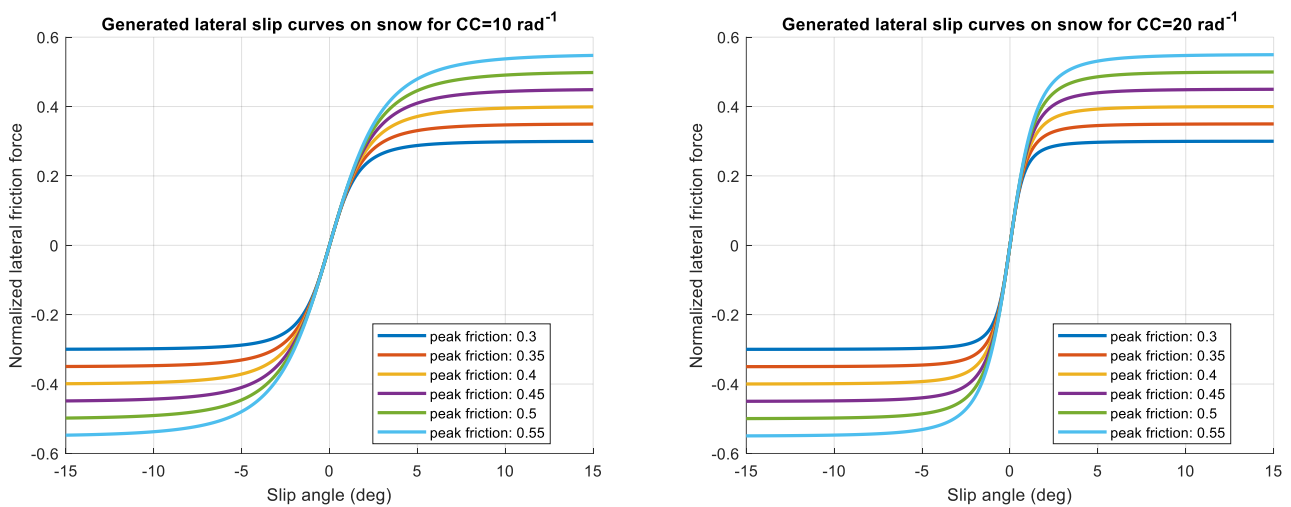 Generated lateral slip curves on snow for CC=10 rad⁻¹
0.6
0.4
0.2
0
-0.2
-0.4
-0.6
Normalized lateral friction force
-15
-10
-5
0
5
10
15
Slip angle (deg)
peak friction: 0.3
peak friction: 0.35
peak friction: 0.4
peak friction: 0.45
peak friction: 0.5
peak friction: 0.55
Generated lateral slip curves on snow for CC=20 rad⁻¹
0.6
0.4
0.2
0
-0.2
-0.4
-0.6
Normalized lateral friction force
-15
-10
-5
0
5
10
15
Slip angle (deg)
peak friction: 0.3
peak friction: 0.35
peak friction: 0.4
peak friction: 0.45
peak friction: 0.5
peak friction: 0.55